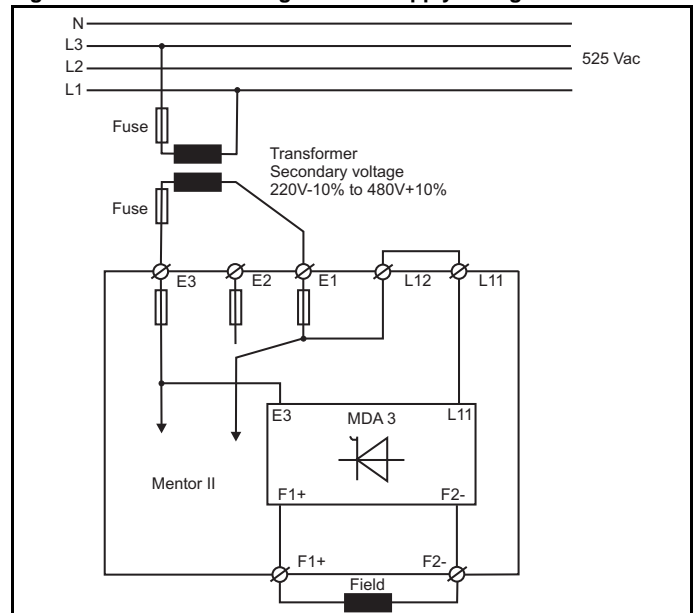 N
L3
L2
L1
525 Vac
Fuse
Transformer
Secondary voltage
220V-10% to 480V+10%
Fuse
E3
E2
E1
L12
L11
E3
MDA 3
L11
Mentor II
F1+
F2-
F1+
F2-
Field